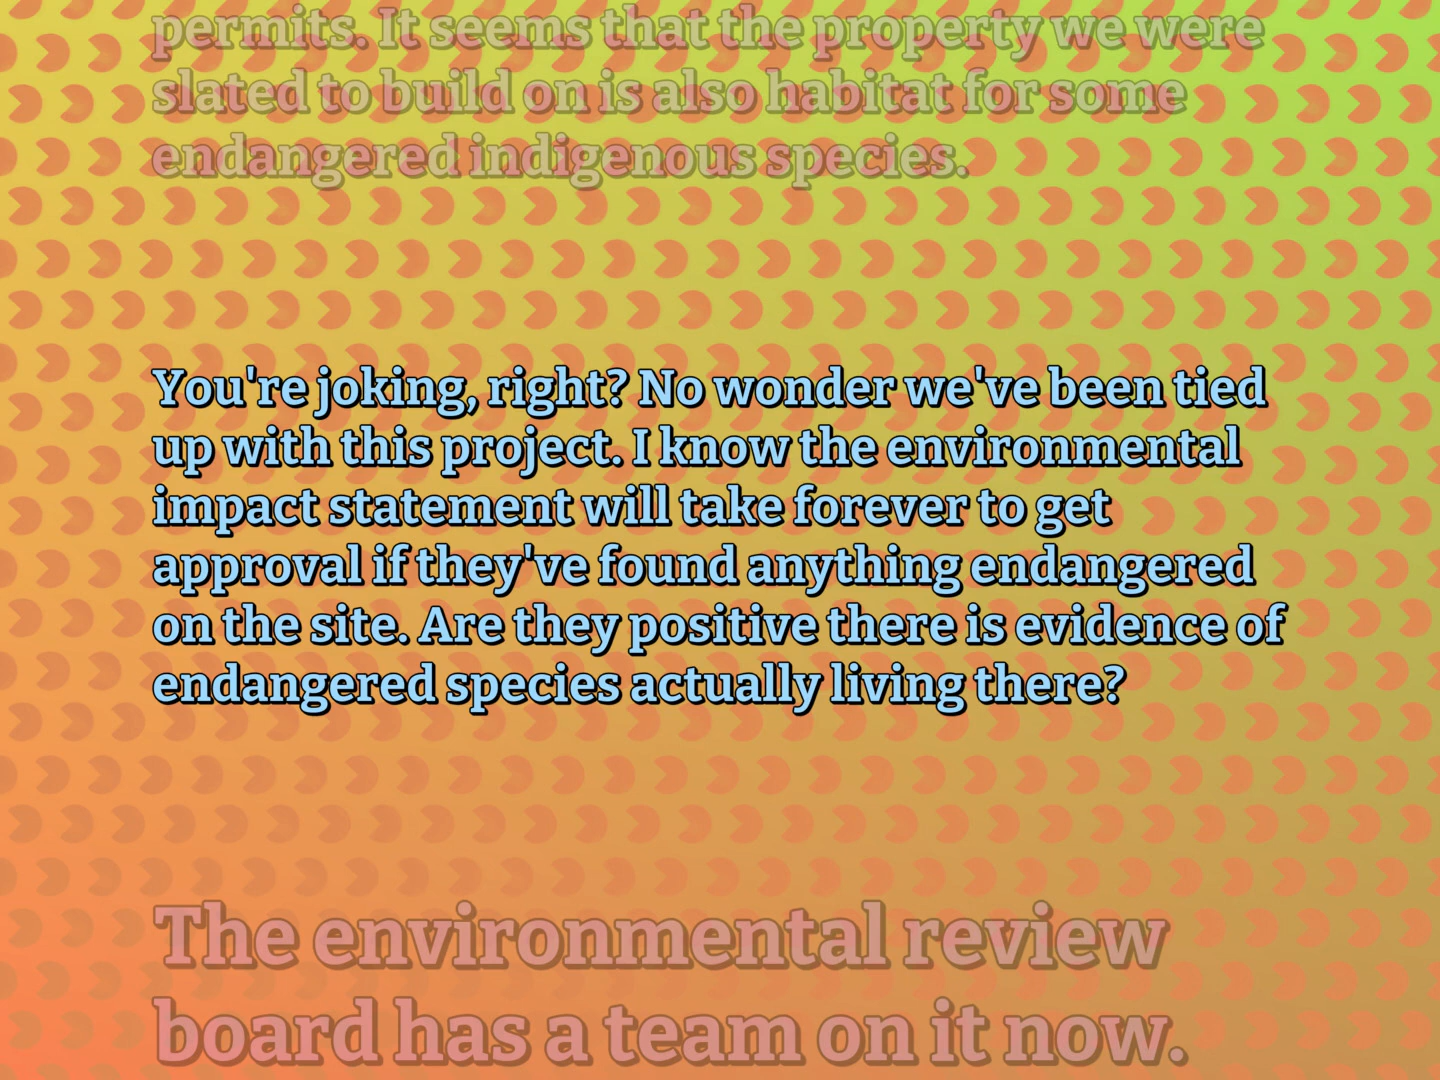 permits. It seems that the property we were
slated to build on is also habitat for some
endangered indigenous species.
You're joking, right? No wonder we've been tied
up with this project. I know the environmental
impact statement will take forever to get
approval if they've found anything endangered
on the site. Are they positive there is evidence of
endangered species actually living there?
The environmental review
board has a team on it now.